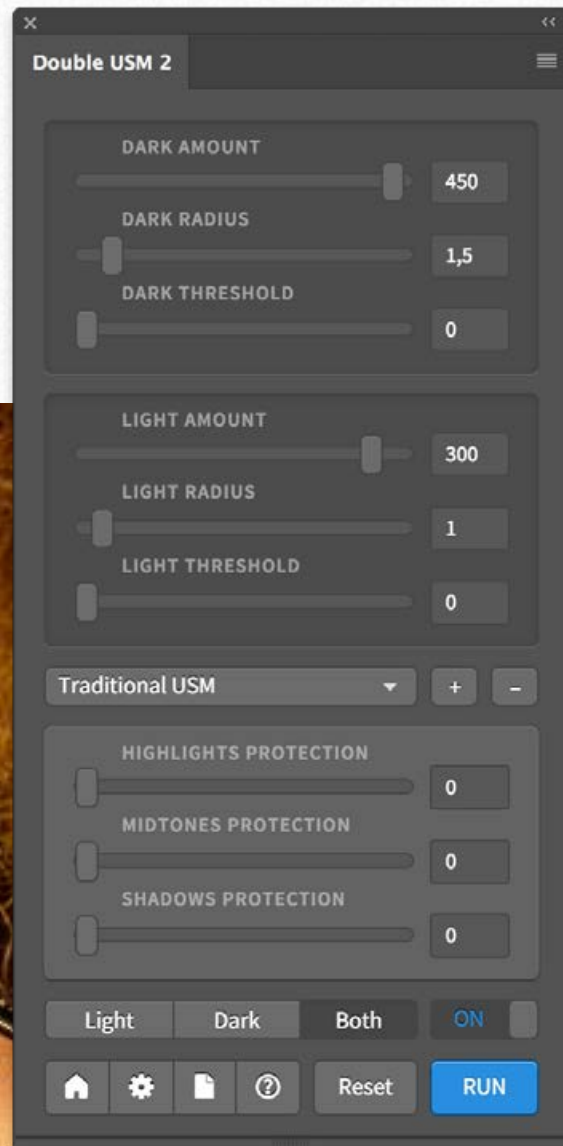 Double USM 2
DARK AMOUNT
450
DARK RADIUS
1,5
DARK THRESHOLD
0
LIGHT AMOUNT
300
LIGHT RADIUS
1
LIGHT THRESHOLD
0
Traditional USM + -
HIGHLIGHTS PROTECTION
0
MIDTONES PROTECTION
0
SHADOWS PROTECTION
0
Light Dark Both ON
Reset RUN